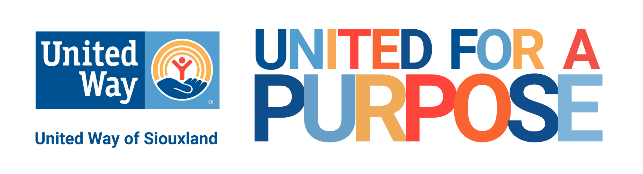 United
Way
®
United Way of Siouxland
UNITED FOR A
PURPOSE